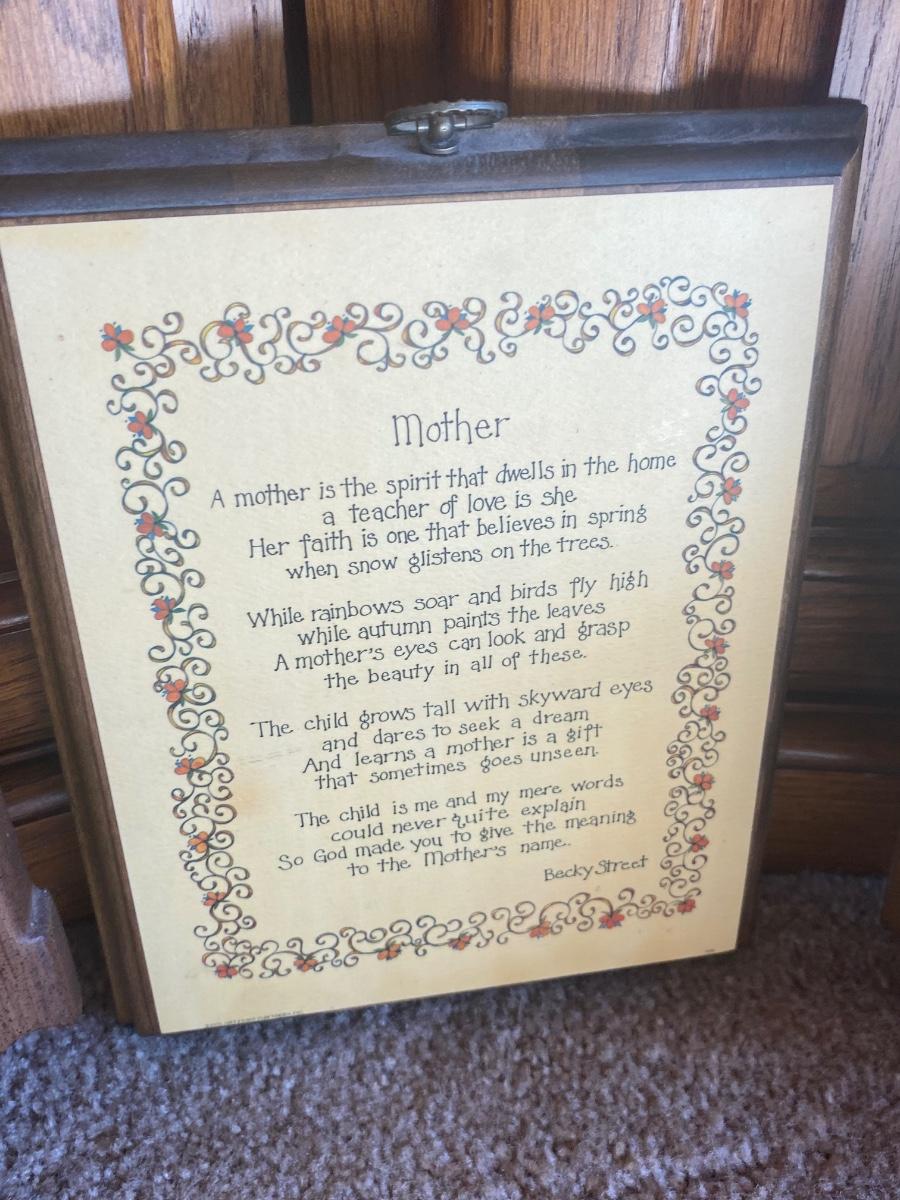 Mother
A mother is the spirit that dwells in the home
a teacher of love is she
Her faith is one that believes in spring
when snow glistens on the trees.
While rainbows soar and birds fly high
while autumn paints the leaves
A mother's eyes can look and grasp
the beauty in all of these.
The child grows tall with skyward eyes
and dares to seek a dream
And learns a mother is a gift
that sometimes goes unseen.
The child is me and my mere words
could never quite explain
So God made you to give the meaning
to the Mother's name..
Becky Street